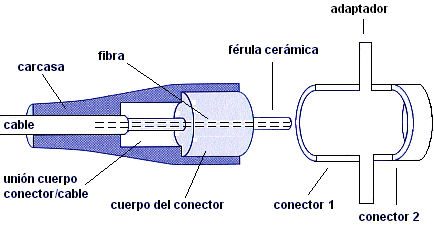 adaptador
fibra
férula cerámica
carcasa
cable
unión cuerpo
conector/cable
cuerpo del conector
conector 1
conector 2